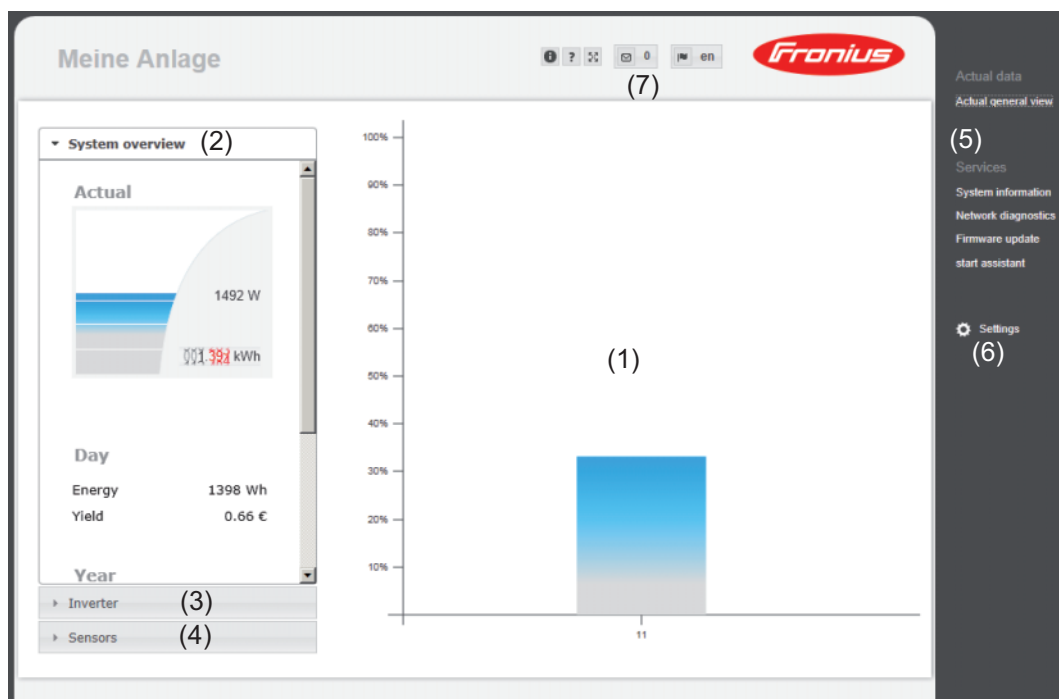 Meine Anlage
i ? 0 en
Fronius
(7)
Actual data
Actual general view
(5)
Services
System information
Network diagnostics
Firmware update
start assistant
Settings
(6)
System overview (2)
Actual
1492 W
kWh
Day
Energy 1398 Wh
Yield 0.66 €
Year
Inverter (3)
Sensors (4)
100%
90%
80%
70%
60%
50%
40%
30%
20%
10%
(1)
11